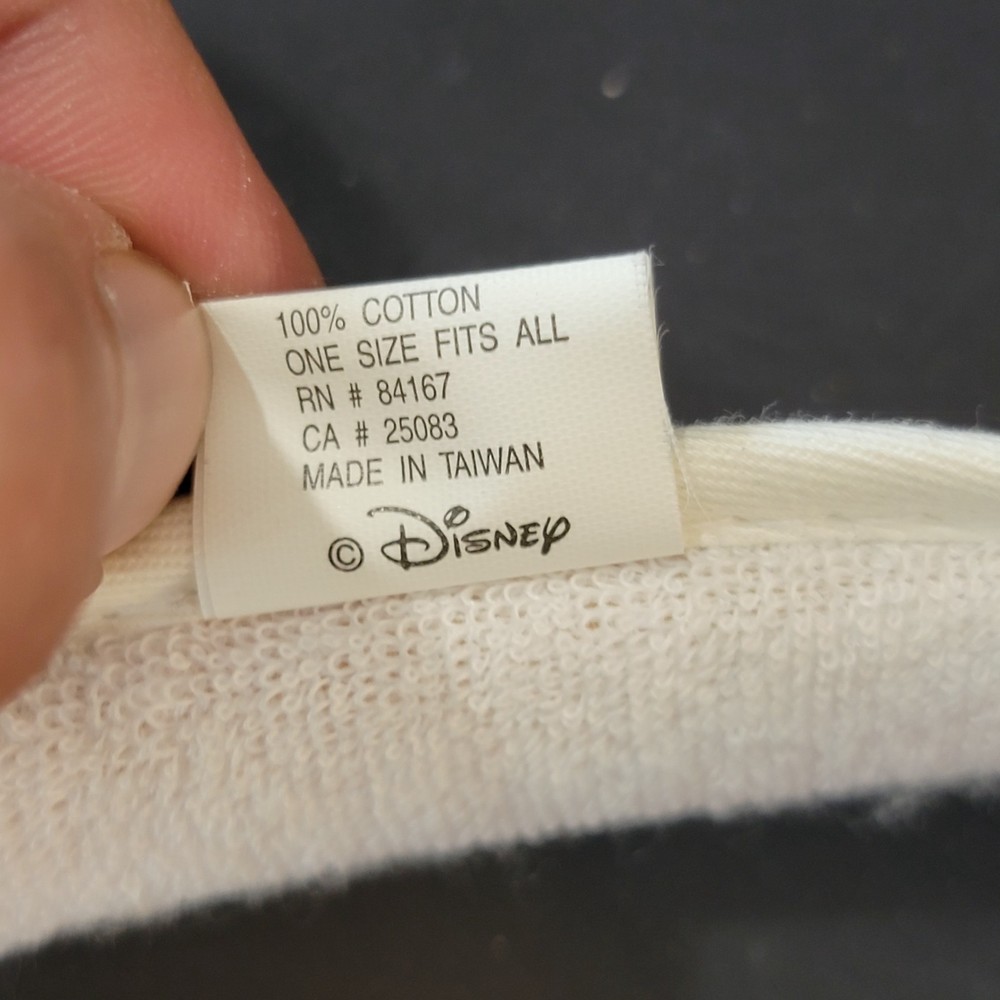 100% COTTON
ONE SIZE FITS ALL
RN # 84167
CA # 25083
MADE IN TAIWAN
© Disney